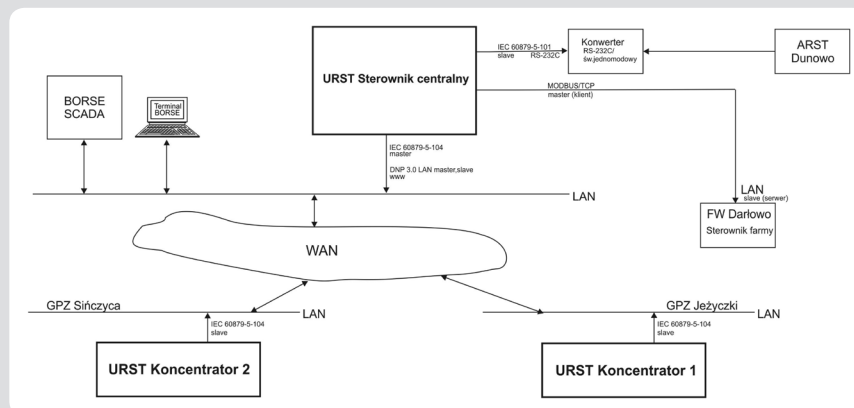 URST Sterownik centralny
IEC 60879-5-101
slave RS-232C
Konwerter
RS-232C/
św.jednomodowy
ARST
Dunowo
MODBUS/TCP
master (klient)
BORSE
SCADA
Terminal
BORSE
IEC 60879-5-104
master
DNP 3.0 LAN master,slave
www
LAN
LAN
slave (serwer)
FW Darłowo
Sterownik farmy
WAN
GPZ Sińczyca
LAN
IEC 60879-5-104
slave
URST Koncentrator 2
GPZ Jeżyczki
LAN
IEC 60879-5-104
slave
URST Koncentrator 1